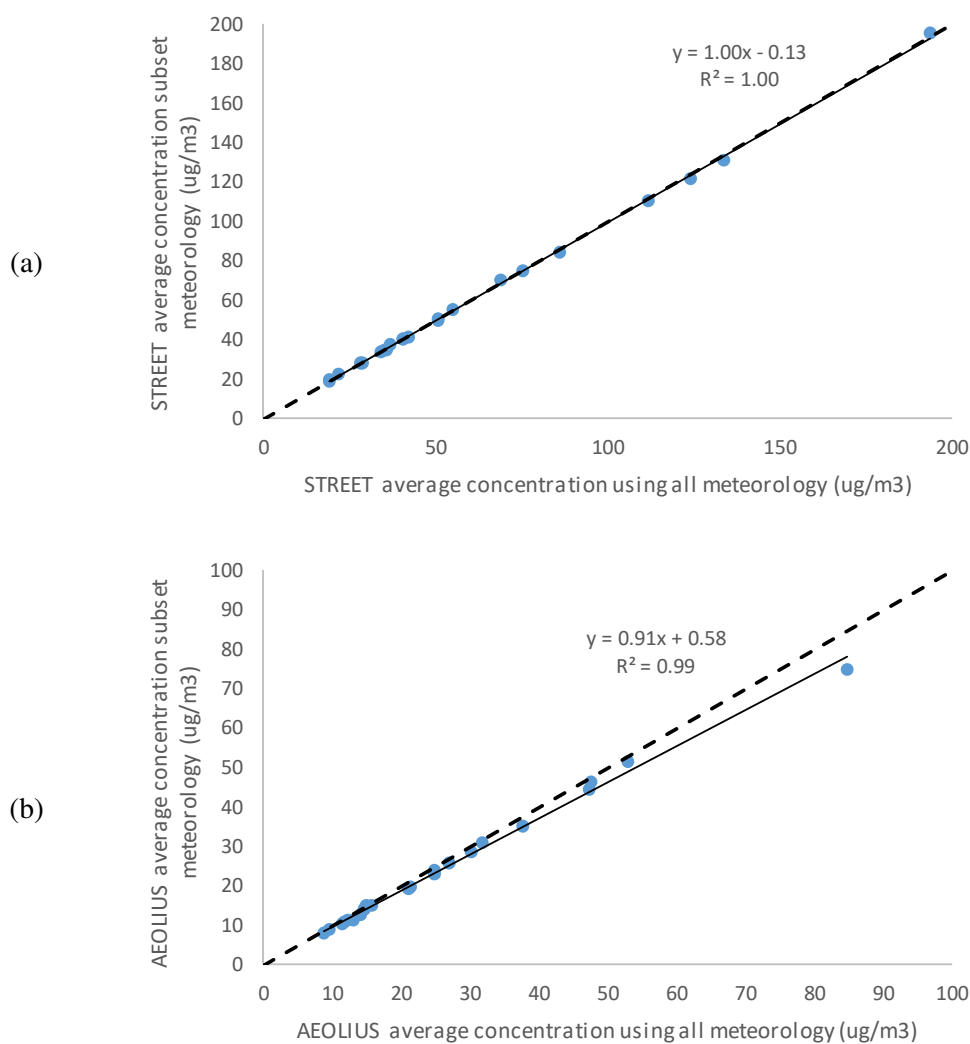 (a)
STREET average concentration subset
meteorology (ug/m3)
200
180
160
140
120
100
80
60
40
20
0
y = 1.00x - 0.13
R² = 1.00
0 50 100 150 200
STREET average concentration using all meteorology (ug/m3)
(b)
AEOLIUS average concentration subset
meteorology (ug/m3)
100
90
80
70
60
50
40
30
20
10
0
y = 0.91x + 0.58
R² = 0.99
0 10 20 30 40 50 60 70 80 90 100
AEOLIUS average concentration using all meteorology (ug/m3)